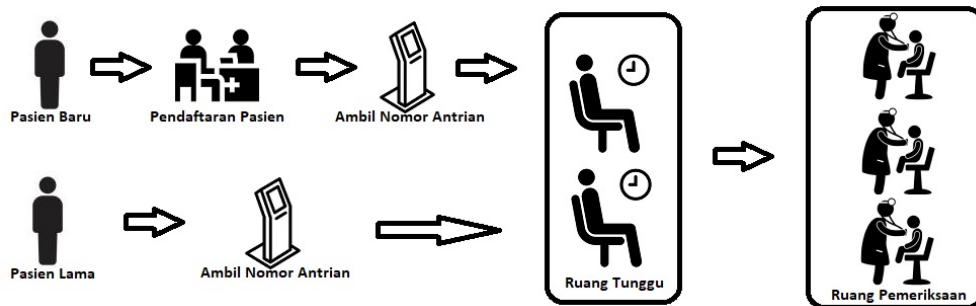 Pasien Baru
Pendaftaran Pasien
Ambil Nomor Antrian
Pasien Lama
Ambil Nomor Antrian
Ruang Tunggu
Ruang Pemeriksaan